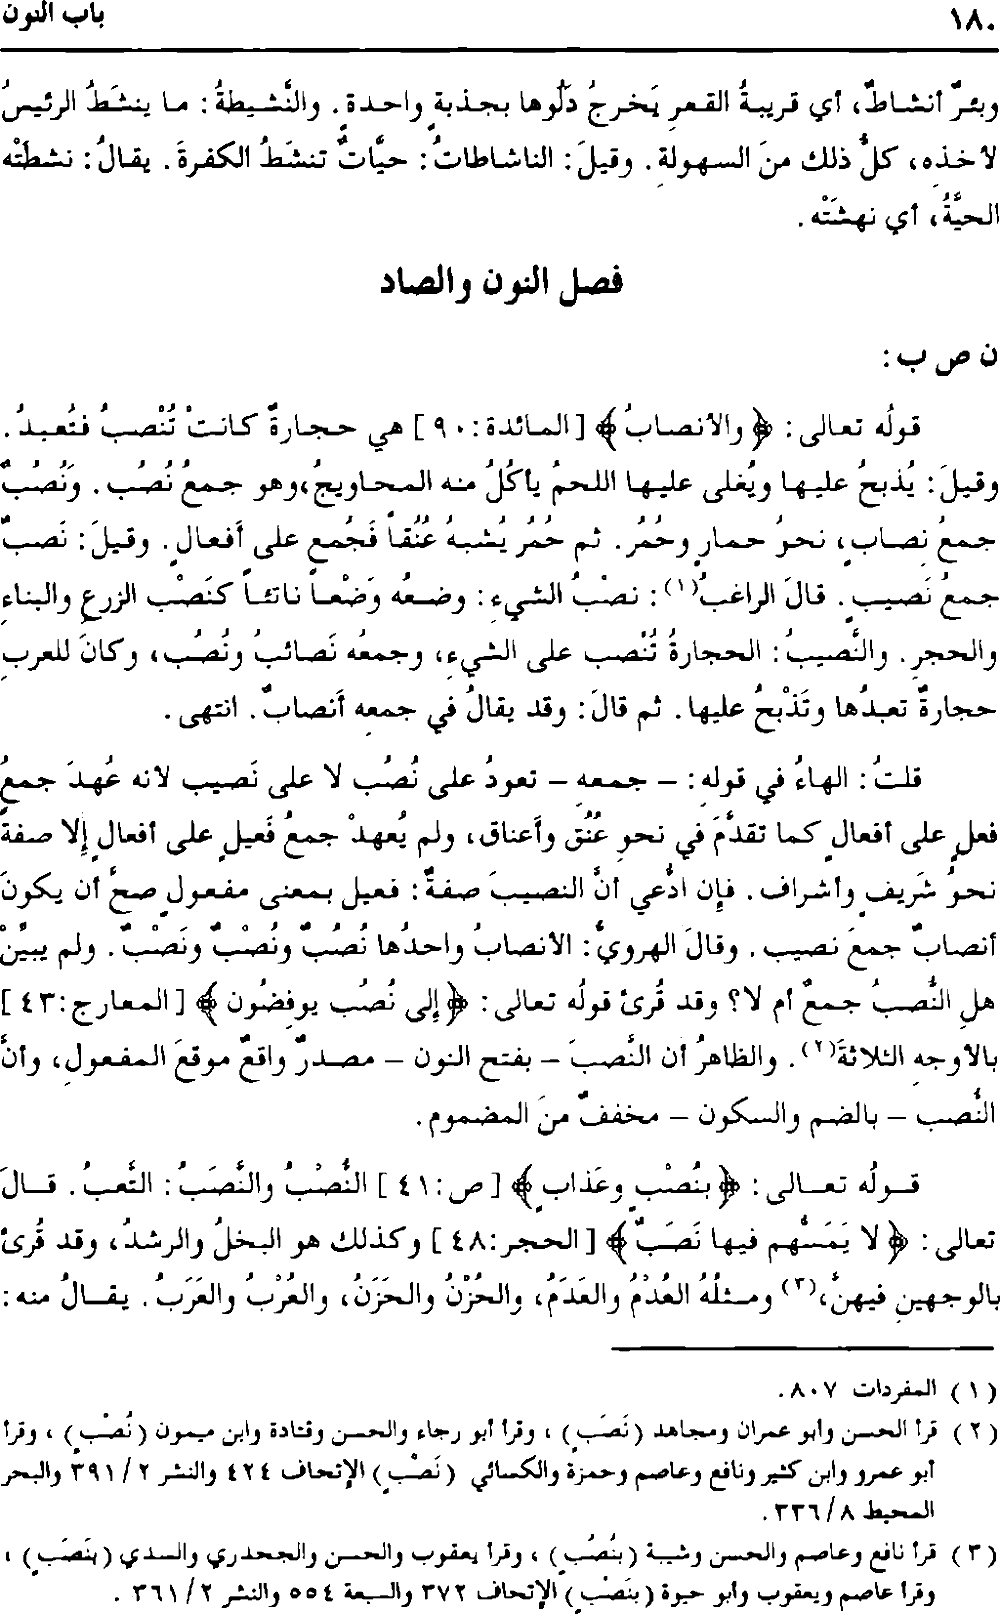 ١٨٠ باب النون
وبئرٌ أنشاطٌ، أي قريبةُ القعرِ يَخرجُ دَلْوها بجذبةٍ واحدةٍ. والنَّشيطةُ: ما ينشَطُ الرئيسُ
لأخذِه، كلُّ ذلك منَ السهولةِ. وقيلَ: الناشاطاتُ: حيَّاتٌ تنشَطُ الكفرةَ. يقالُ: نشطَتْه
الحيَّةُ، أي نهشَتْه.
فصل النون والصاد
ن ص ب:
قولُه تعالى: ﴿والأنصابُ﴾ [المائدة: ٩٠] هي حجارةٌ كانتْ تُنْصبُ فتُعبدُ.
وقيلَ: يُذبحُ عليها ويُغلى عليها اللحمُ يأكُلُ منه المحاويجُ، وهو جمعُ نُصُب. ونُصُبٌ
جمعُ نِصابٍ، نحوُ حمارٍ وحُمُر. ثم حُمُر يُشبهُ عُنُقاً فَجُمع على أَفعالٍ. وقيلَ: نَصبٌ
جمعُ نَصيبٍ. قالَ الراغبُ(١): نصْبُ الشيءِ: وضعُه وَضْعاً ناتئاً كنَصْب الزرعِ والبناءِ
والحجرِ. والنَّصيبُ: الحجارةُ تُنْصب على الشيءِ، وجمعُه نَصائبُ ونُصُب، وكانَ للعربِ
حجارةٌ تعبدُها وتَذْبحُ عليها. ثم قالَ: وقد يقالُ في جمعِه أَنصابٌ. انتهى.
قلتُ: الهاءُ في قولهِ: - جمعهِ - تعودُ على نُصُب لا على نَصيب لأنه عُهدَ جمعُ
فعلٍ على أفعالٍ كما تقدَّمَ في نحوِ عُنُق وأَعناق، ولم يُعهدْ جمعُ فَعيلٍ على أفعالٍ إلا صفةً
نحوُ شَريفٍ وأشراف. فإن ادُّعي أنَّ النصيبَ صفةٌ: فعيل بمعنى مفعولٍ صحَّ أن يكونَ
أنصابٌ جمعَ نصيب. وقالَ الهرويُّ: الأنصابُ واحدُها نُصُبٌ ونُصْبٌ ونَصْبٌ. ولم يبيِّنْ
هلِ النُّصبُ جمعٌ أم لا؟ وقد قُرئ قولُه تعالى: ﴿إلى نُصُب يوفِضُون﴾ [المعارج: ٤٣]
بالأوجهِ الثلاثةَ(٢). والظاهرُ أن النَّصبَ - بفتح النون - مصدرٌ واقعٌ موقعَ المفعولِ، وأنَّ
النُّصب - بالضم والسكون - مخففٌ منَ المضموم.
قولُه تعالى: ﴿بنُصْبٍ وعَذابٍ﴾ [ص: ٤١] النُّصْبُ والنَّصَبُ: التَّعبُ. قالَ
تعالى: ﴿لا يَمَسُّهم فيها نَصَبٌ﴾ [الحجر: ٤٨] وكذلك هو البخلُ والرشدُ، وقد قُرئ
بالوجهينِ فيهنَّ،(٣) ومثلُهُ العُدْمُ والعَدَمُ، والحُزْنُ والحَزَنُ، والعُرْبُ والعَرَبُ. يقالُ منه:
(١) المفردات ٨٠٧.
(٢) قرأ الحسن وأبو عمران ومجاهد (نَصَبٍ)، وقرأ أبو رجاء والحسن وقتادة وابن ميمون (نُصْبٍ)، وقرأ
أبو عمرو وابن كثير ونافع وعاصم وحمزة والكسائي (نَصْبٍ) الإتحاف ٤٢٤ والنشر ٢/٣٩١ والبحر
المحيط ٨/٣٣٦.
(٣) قرأ نافع وعاصم والحسن وشيبة (بنُصُبٍ)، وقرأ يعقوب والحسن والجحدري والسدي (بنَصَبٍ)،
وقرأ عاصم ويعقوب وأبو حيوة (بنَصْبٍ) الإتحاف ٣٧٢ والسبعة ٥٥٤ والنشر ٢/٣٦١.